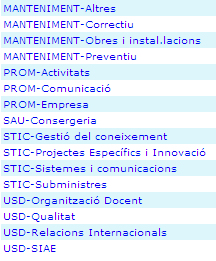 MANTENIMENT-Altres
MANTENIMENT-Correctiu
MANTENIMENT-Obres i instal.lacions
MANTENIMENT-Preventiu
PROM-Activitats
PROM-Comunicació
PROM-Empresa
SAU-Consergeria
STIC-Gestió del coneixement
STIC-Projectes Específics i Innovació
STIC-Sistemes i comunicacions
STIC-Subministres
USD-Organització Docent
USD-Qualitat
USD-Relacions Internacionals
USD-SIAE